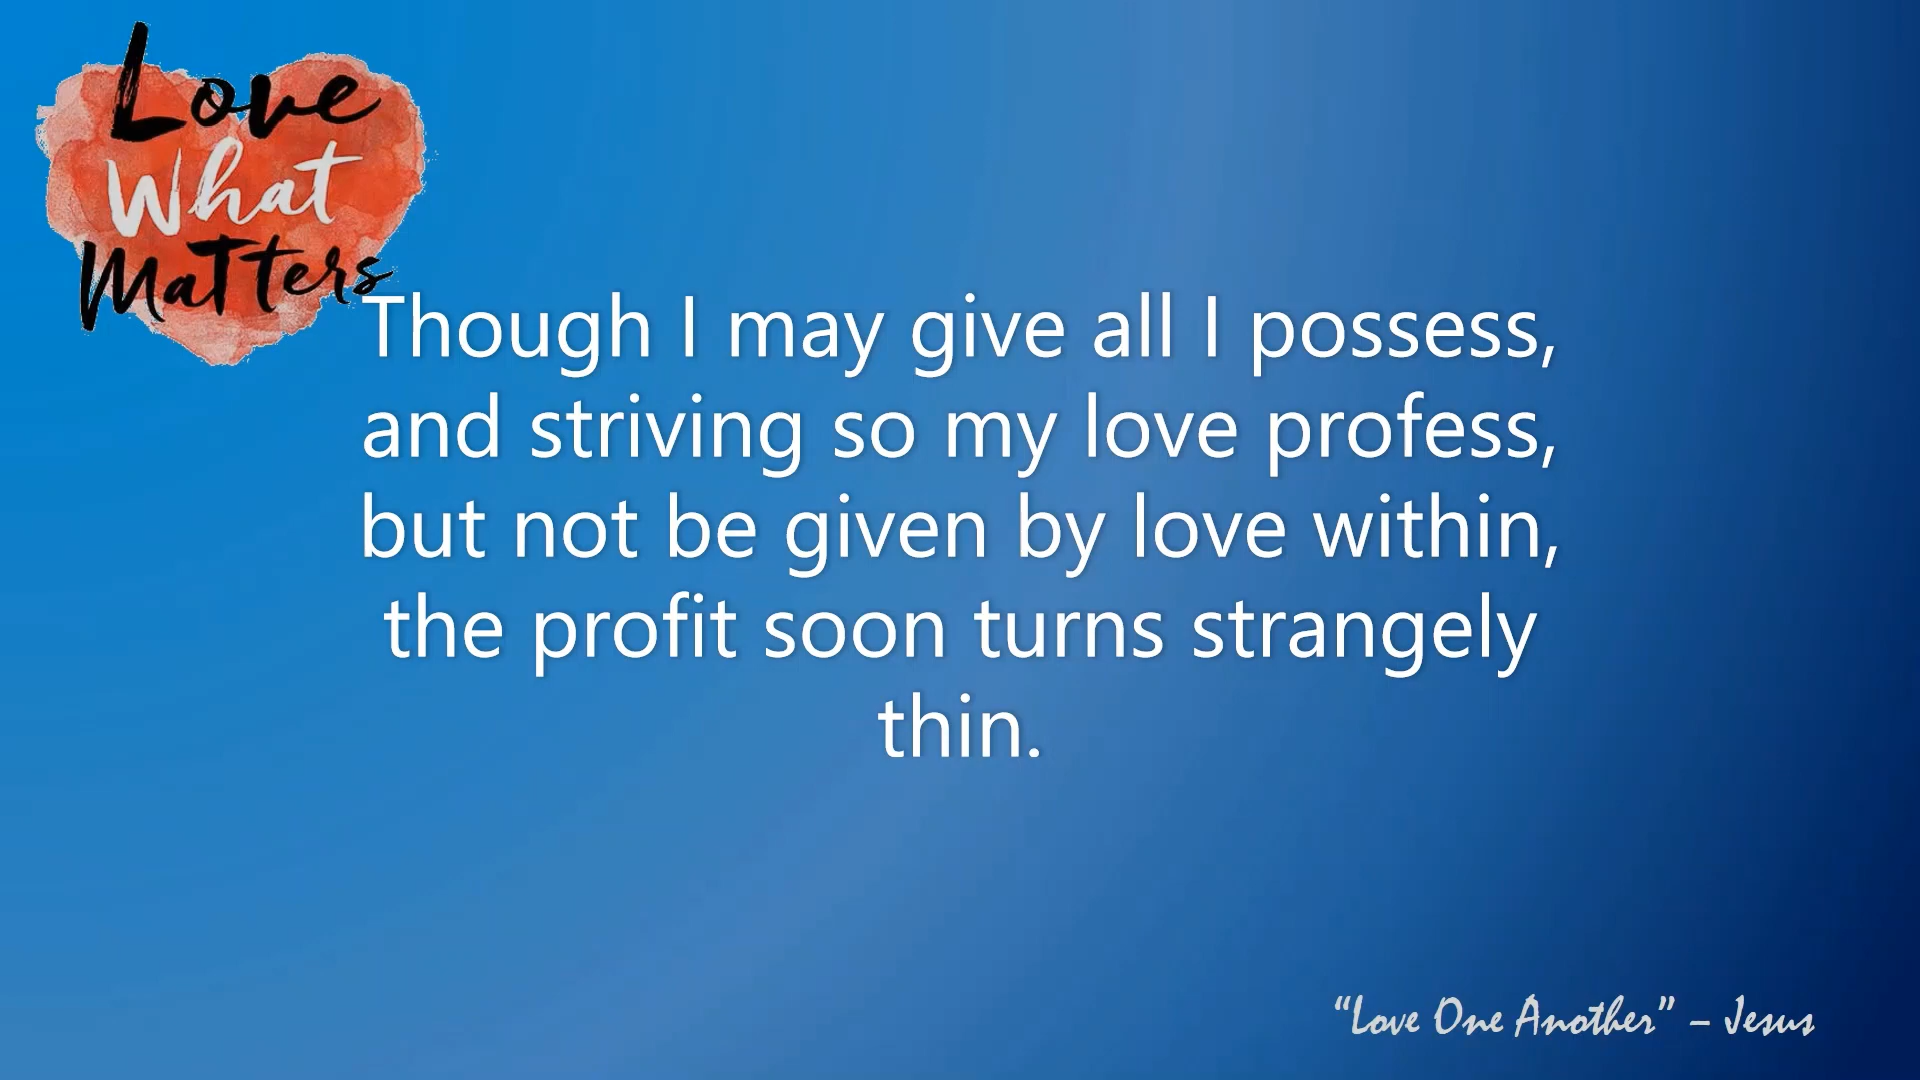 Love
What
Matters
Though I may give all I possess,
and striving so my love profess,
but not be given by love within,
the profit soon turns strangely
thin.
“Love One Another” – Jesus